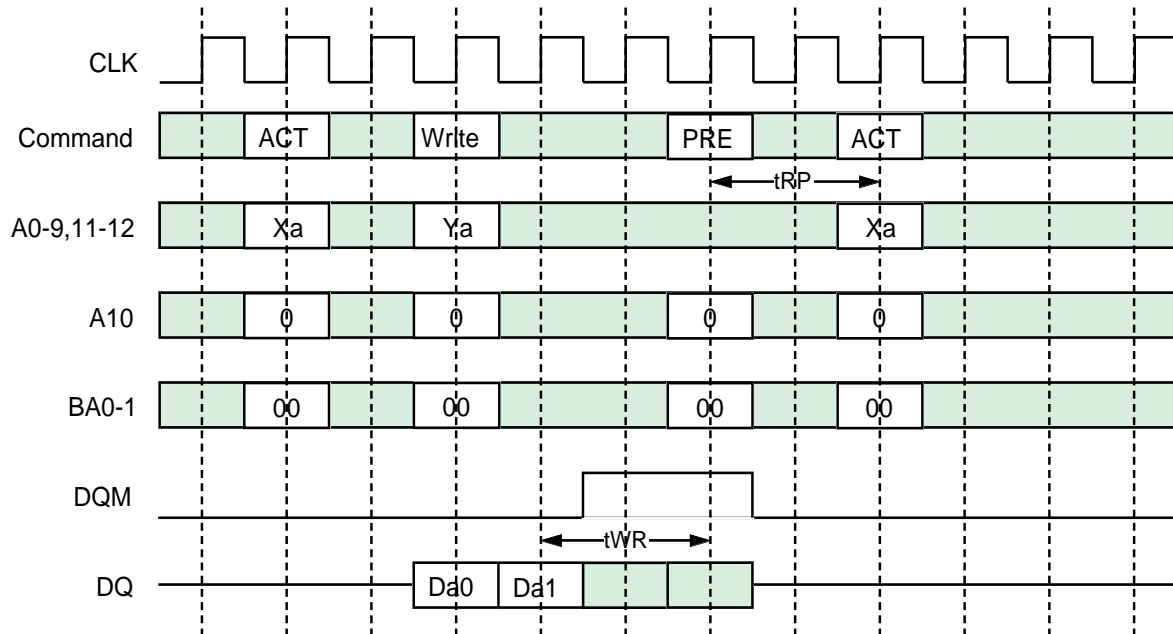 CLK
Command ACT Write PRE ACT
tRP
A0-9,11-12 Xa Ya Xa
A10 0 0 0 0
BA0-1 00 00 00 00
DQM
tWR
DQ Da0 Da1